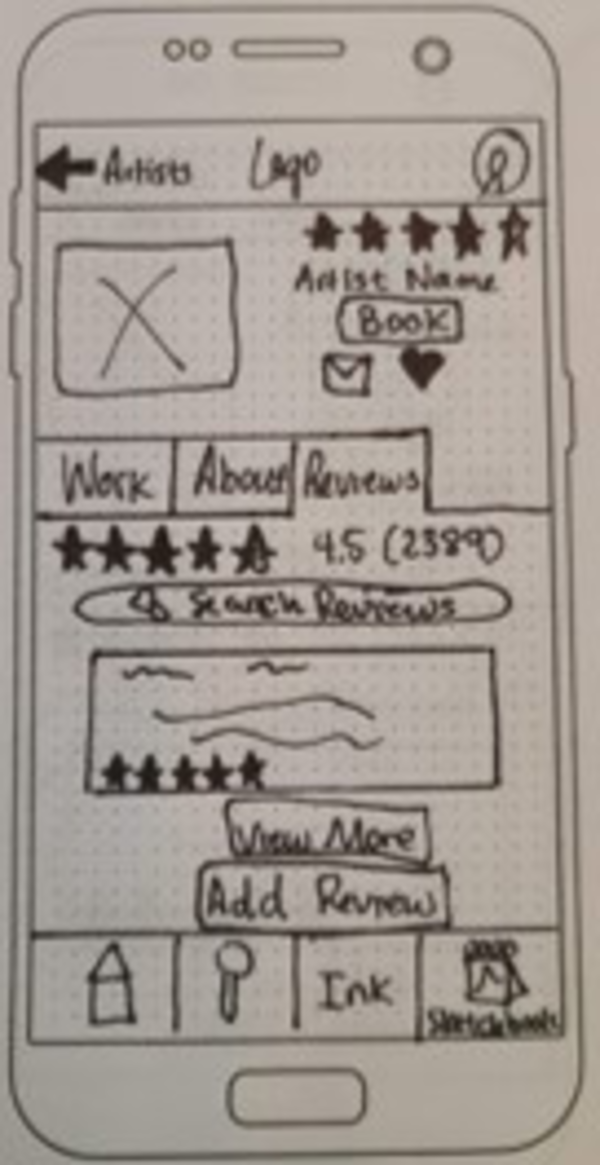 Artists Logo
Artist Name
Book
Work About Reviews
4.5 (2389)
Search Reviews
View More
Add Review
Ink
Sketchbook